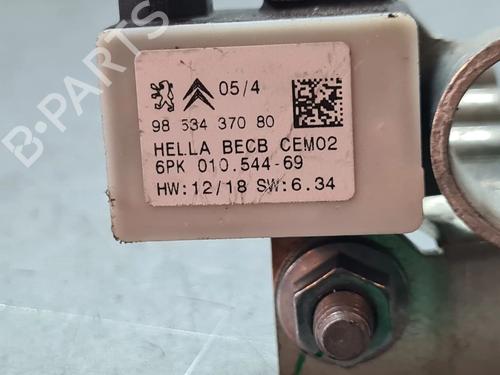 B-PARTS
05/4
98 534 370 80
HELLA BECB CEM02
6PK 010.544-69
HW:12/18 SW:6.34